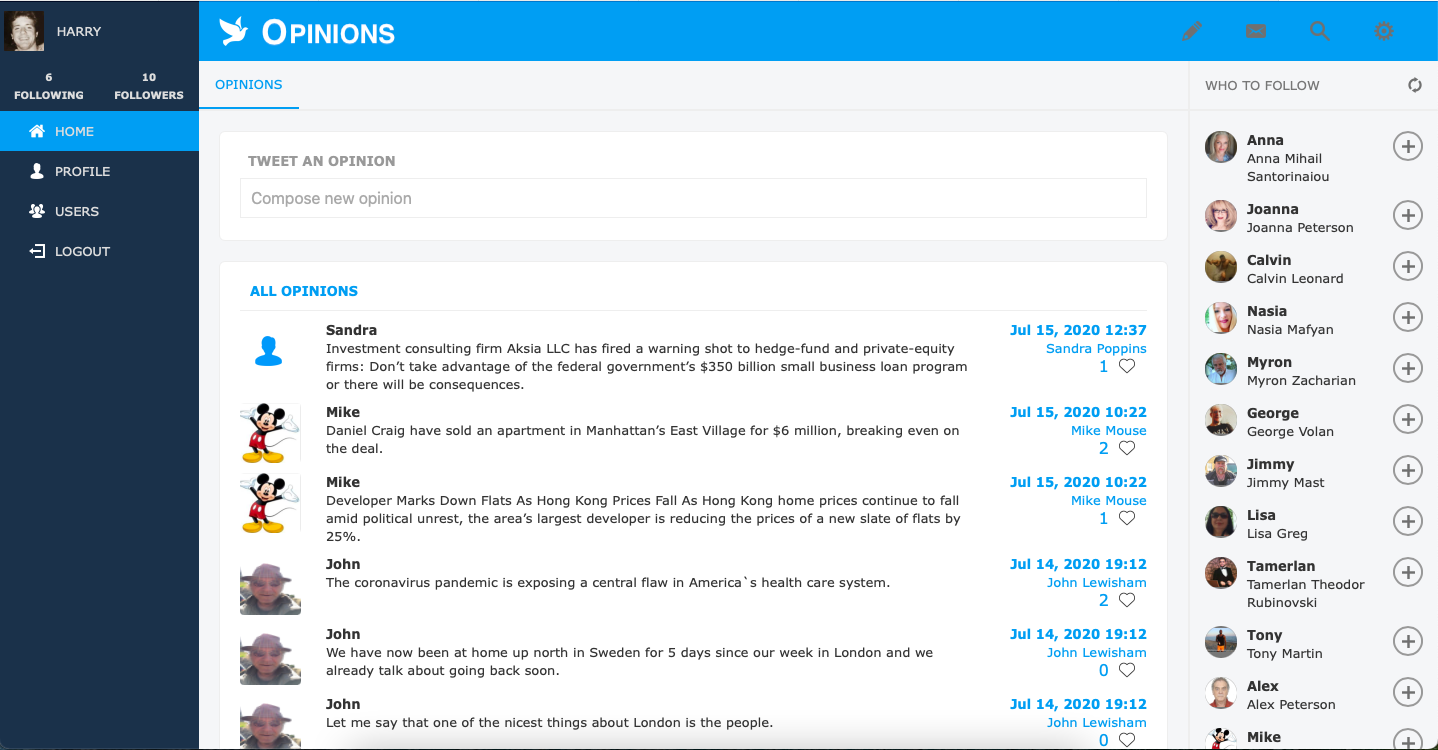 HARRY
6
FOLLOWING
10
FOLLOWERS
HOME
PROFILE
USERS
LOGOUT
OPINIONS
OPINIONS
TWEET AN OPINION
Compose new opinion
ALL OPINIONS
Sandra
Jul 15, 2020 12:37
Investment consulting firm Aksia LLC has fired a warning shot to hedge-fund and private-equity
Sandra Poppins
firms: Don’t take advantage of the federal government’s $350 billion small business loan program
1
or there will be consequences.
Mike
Jul 15, 2020 10:22
Daniel Craig have sold an apartment in Manhattan’s East Village for $6 million, breaking even on
Mike Mouse
the deal.
2
Mike
Jul 15, 2020 10:22
Developer Marks Down Flats As Hong Kong Prices Fall As Hong Kong home prices continue to fall
Mike Mouse
amid political unrest, the area’s largest developer is reducing the prices of a new slate of flats by
1
25%.
John
Jul 14, 2020 19:12
The coronavirus pandemic is exposing a central flaw in America`s health care system.
John Lewisham
2
John
Jul 14, 2020 19:12
We have now been at home up north in Sweden for 5 days since our week in London and we
John Lewisham
already talk about going back soon.
0
John
Jul 14, 2020 19:12
Let me say that one of the nicest things about London is the people.
John Lewisham
0
WHO TO FOLLOW
Anna
Anna Mihail
Santorinaiou
Joanna
Joanna Peterson
Calvin
Calvin Leonard
Nasia
Nasia Mafyan
Myron
Myron Zacharian
George
George Volan
Jimmy
Jimmy Mast
Lisa
Lisa Greg
Tamerlan
Tamerlan Theodor
Rubinovski
Tony
Tony Martin
Alex
Alex Peterson
Mike